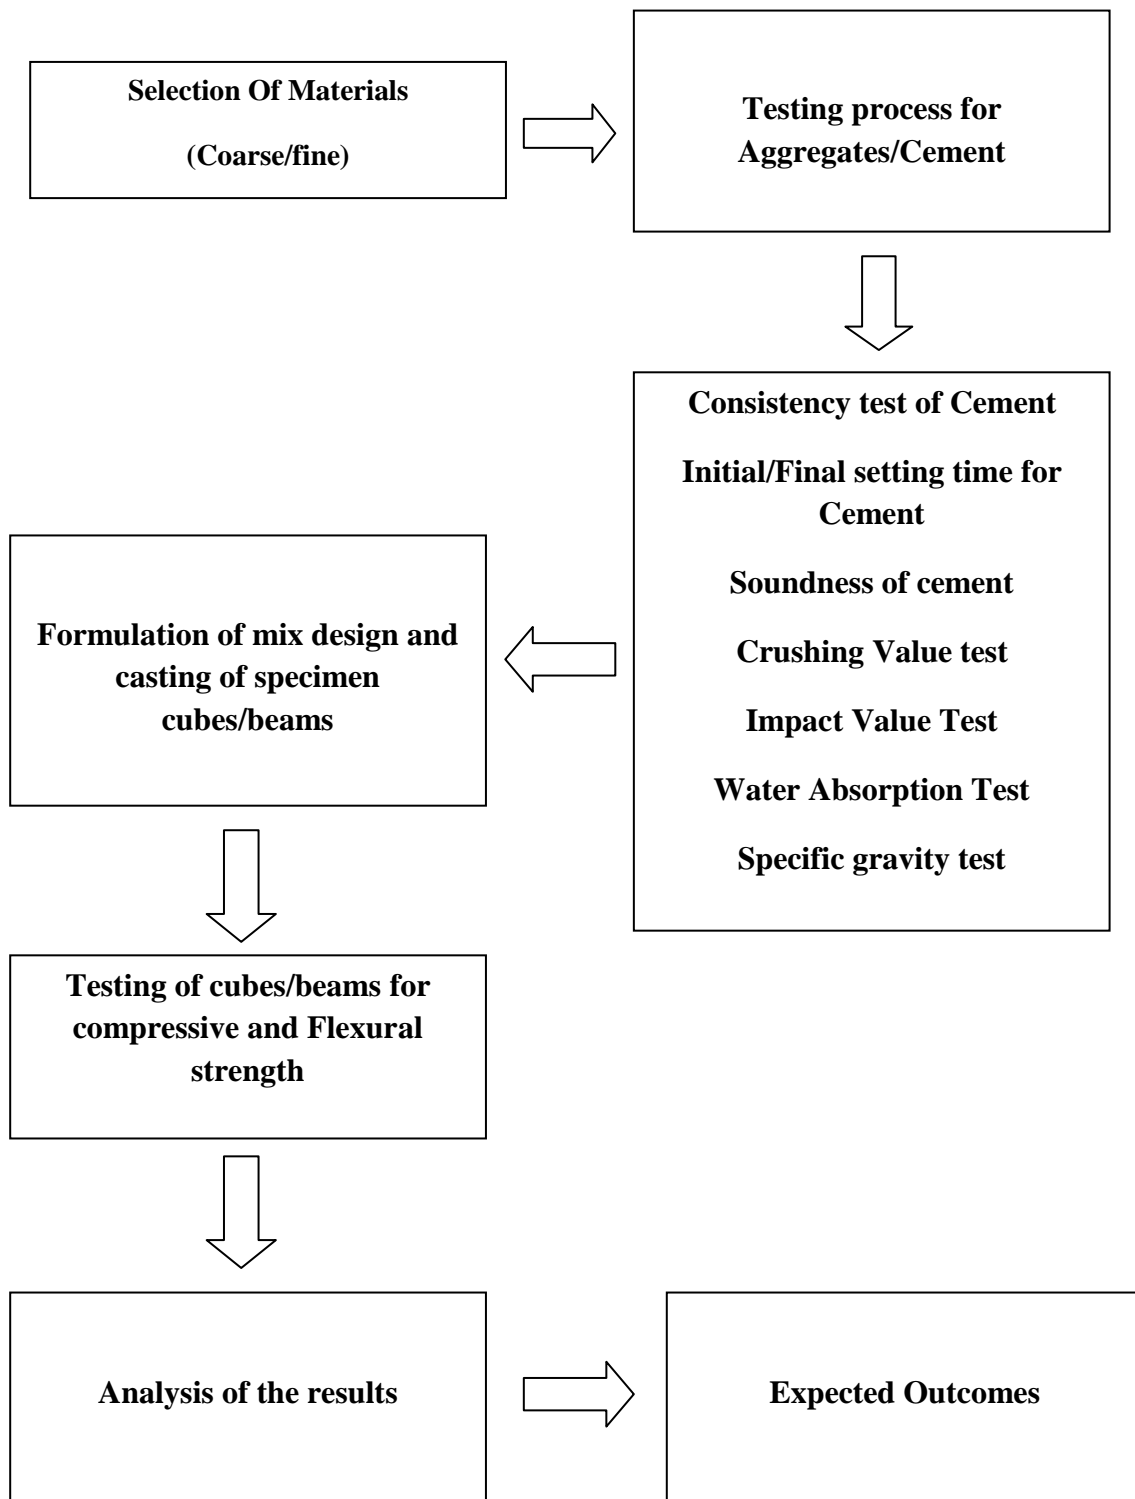 Selection Of Materials
(Coarse/fine)
Testing process for
Aggregates/Cement
Consistency test of Cement
Initial/Final setting time for
Cement
Soundness of cement
Crushing Value test
Impact Value Test
Water Absorption Test
Specific gravity test
Formulation of mix design and
casting of specimen
cubes/beams
Testing of cubes/beams for
compressive and Flexural
strength
Analysis of the results
Expected Outcomes